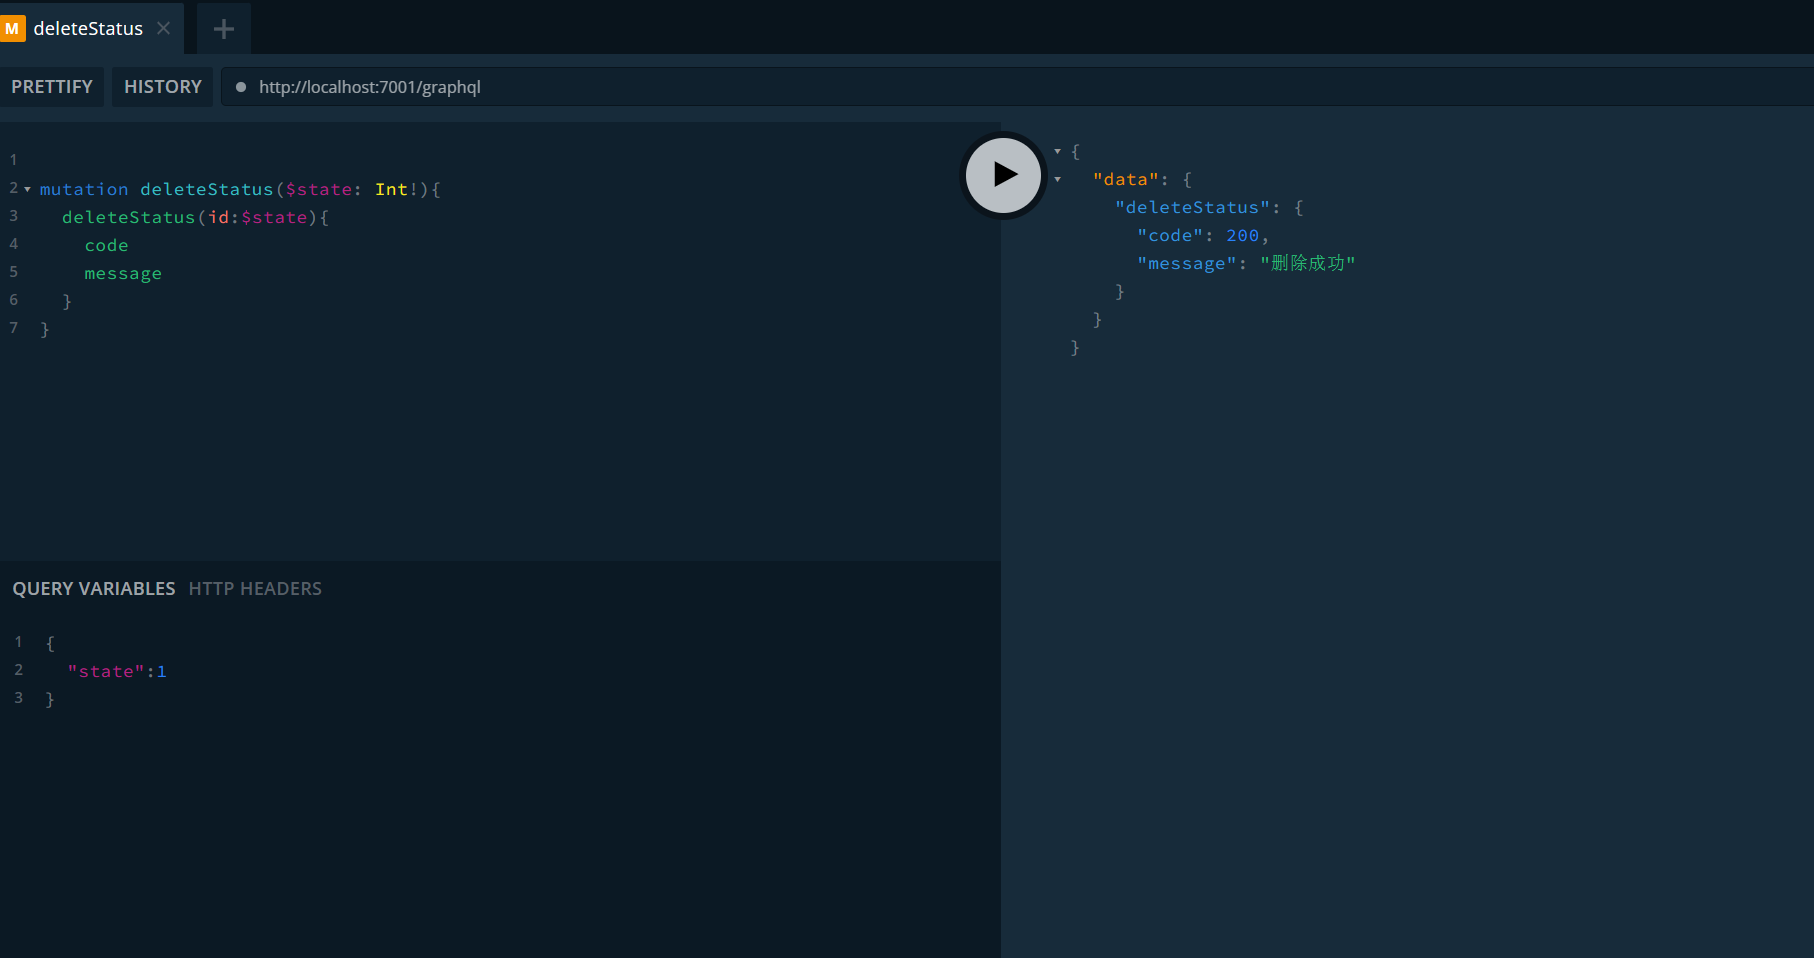 M deleteStatus
PRETTIFY HISTORY http://localhost:7001/graphql
1
2 mutation deleteStatus($state: Int!){
3 deleteStatus(id:$state){
4 code
5 message
6 }
7 }
QUERY VARIABLES HTTP HEADERS
1 {
2 "state":1
3 }
{
"data": {
"deleteStatus": {
"code": 200,
"message": "删除成功"
}
}
}